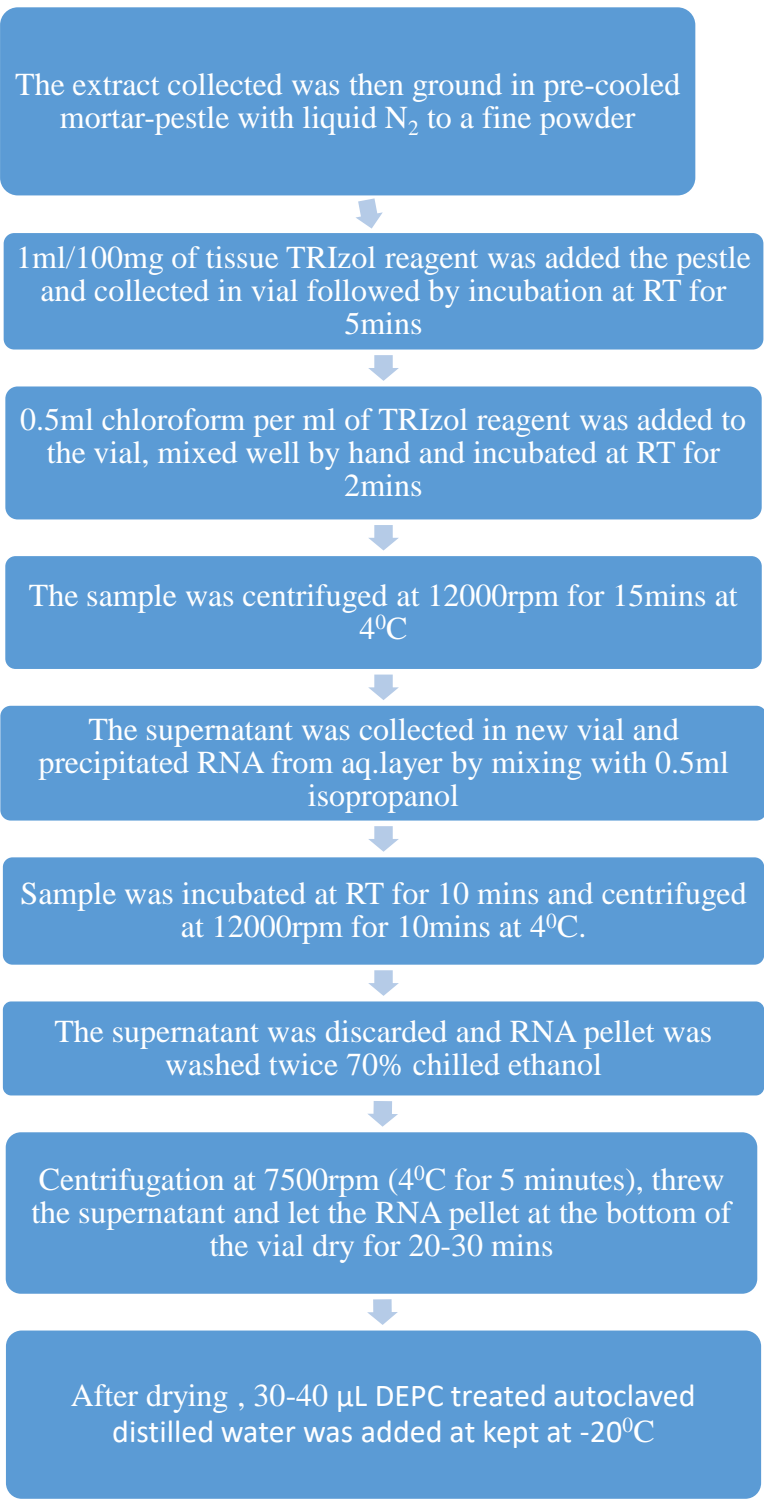 The extract collected was then ground in pre-cooled
mortar-pestle with liquid N₂ to a fine powder
1ml/100mg of tissue TRIzol reagent was added the pestle
and collected in vial followed by incubation at RT for
5mins
0.5ml chloroform per ml of TRIzol reagent was added to
the vial, mixed well by hand and incubated at RT for
2mins
The sample was centrifuged at 12000rpm for 15mins at
4⁰C
The supernatant was collected in new vial and
precipitated RNA from aq.layer by mixing with 0.5ml
isopropanol
Sample was incubated at RT for 10 mins and centrifuged
at 12000rpm for 10mins at 4⁰C.
The supernatant was discarded and RNA pellet was
washed twice 70% chilled ethanol
Centrifugation at 7500rpm (4⁰C for 5 minutes), threw
the supernatant and let the RNA pellet at the bottom of
the vial dry for 20-30 mins
After drying , 30-40 µL DEPC treated autoclaved
distilled water was added at kept at -20⁰C